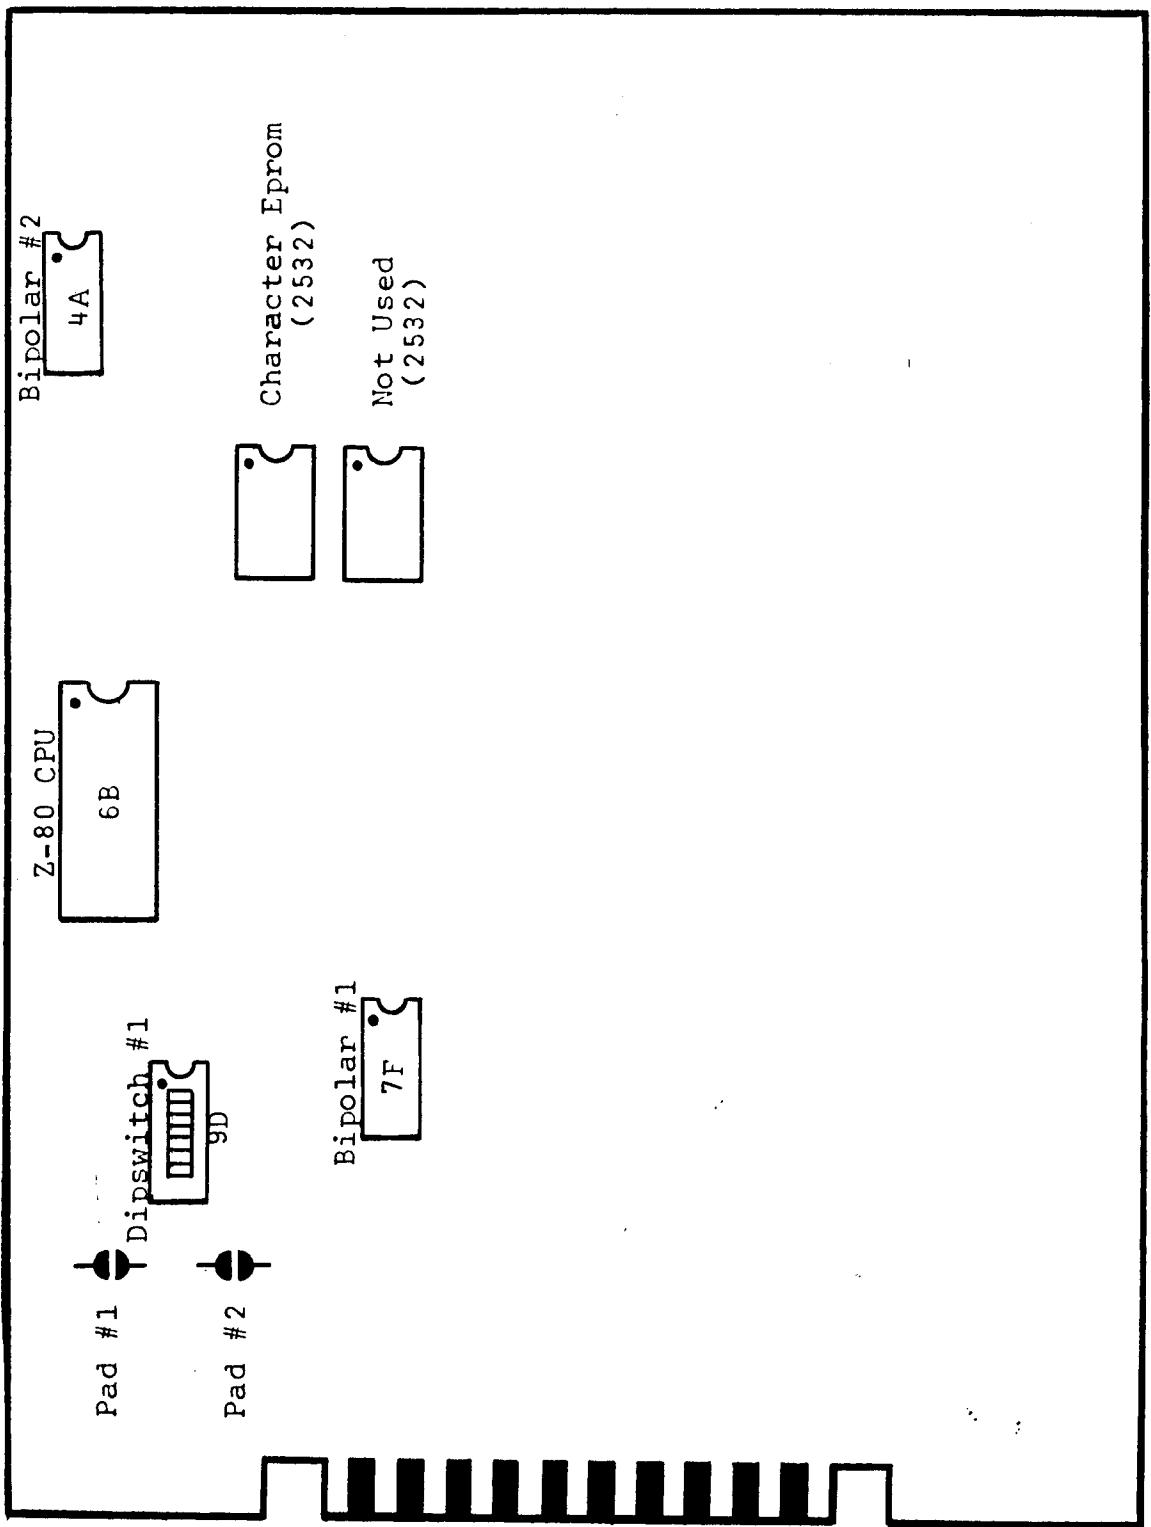 Bipolar #2
4A
Character Eprom
(2532)
Not Used
(2532)
Z-80 CPU
6B
Dipswitch #1
9D
Bipolar #1
7F
Pad #1
Pad #2